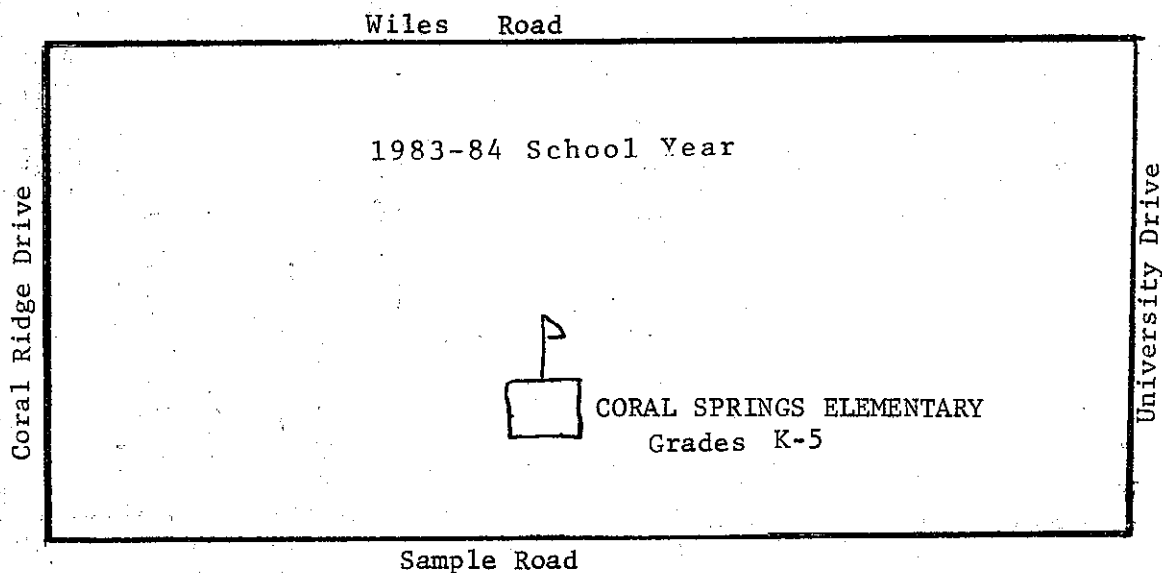 Wiles Road
1983-84 School Year
Coral Ridge Drive
University Drive
CORAL SPRINGS ELEMENTARY
Grades K-5
Sample Road